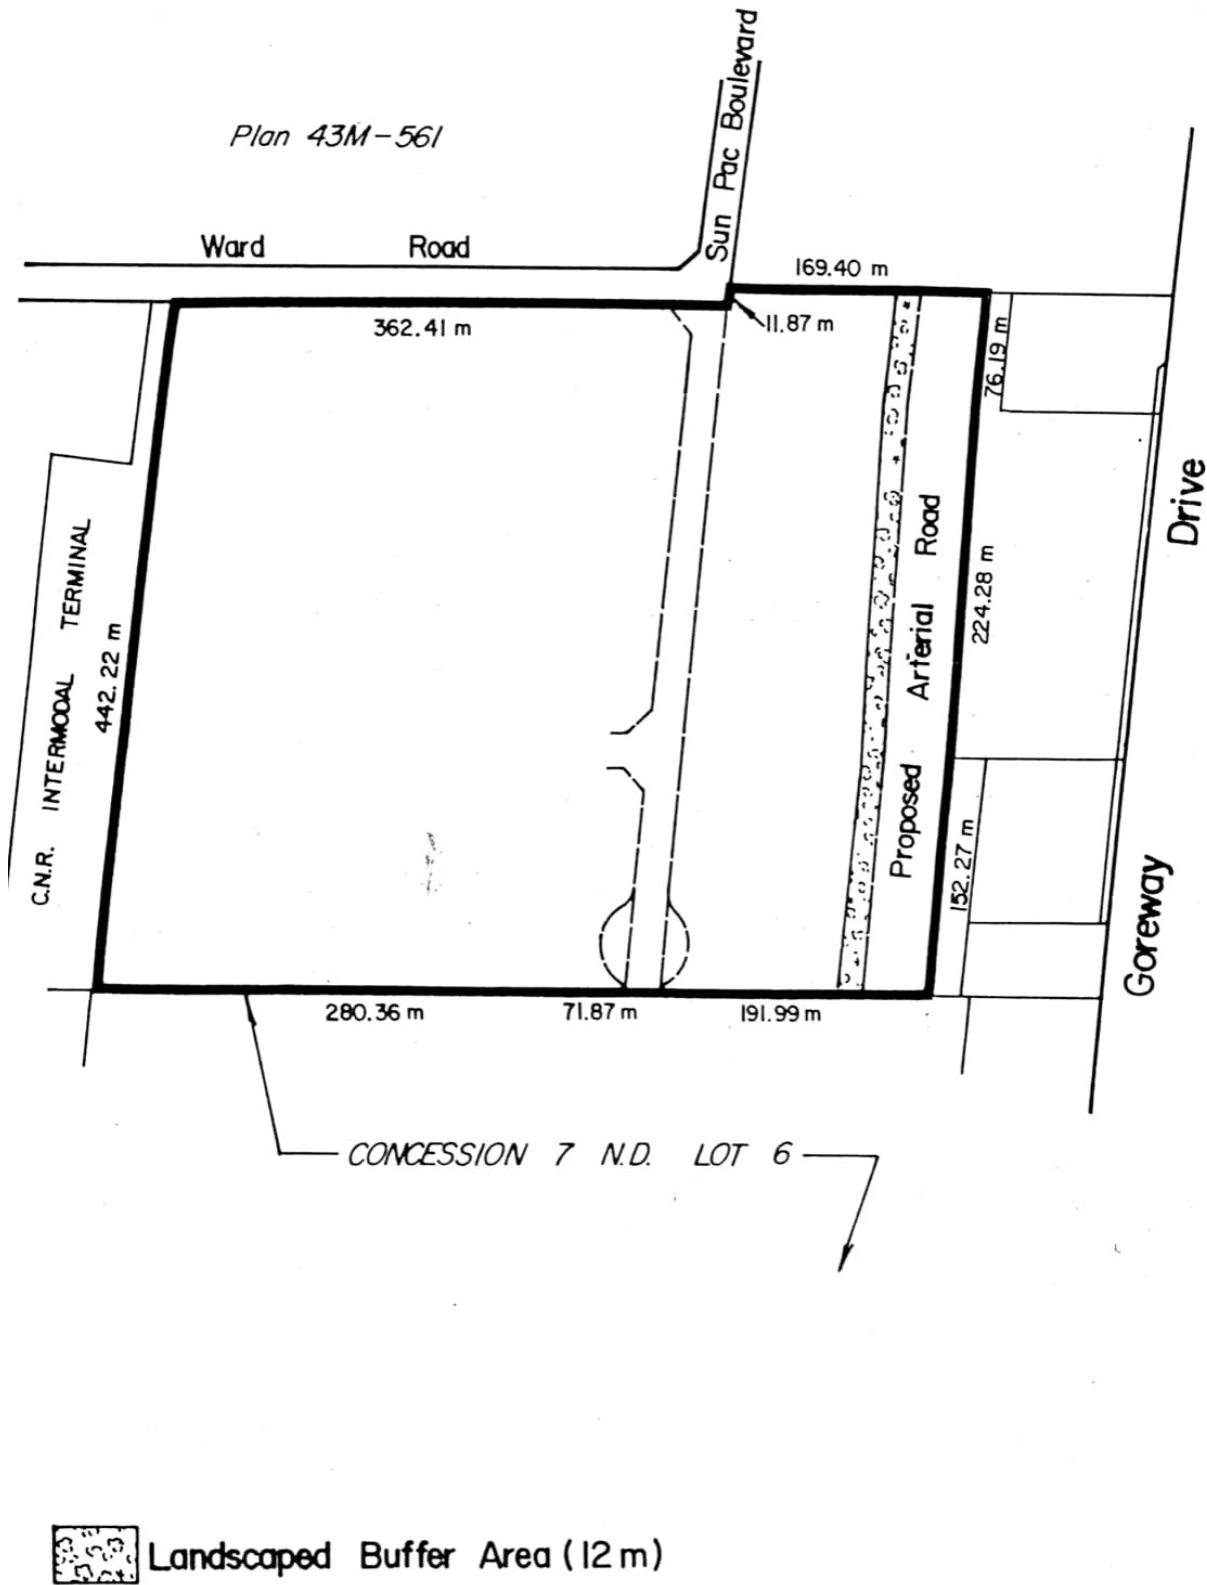 Plan 43M-561
Sun Pac Boulevard
Ward Road
169.40 m
362.41 m
11.87 m
76.19 m
Drive
Proposed Arterial Road
224.28 m
C.N.R. INTERMODAL TERMINAL
442.22 m
152.27 m
Goreway
280.36 m
71.87 m
191.99 m
CONCESSION 7 N.D. LOT 6
Landscaped Buffer Area (12 m)